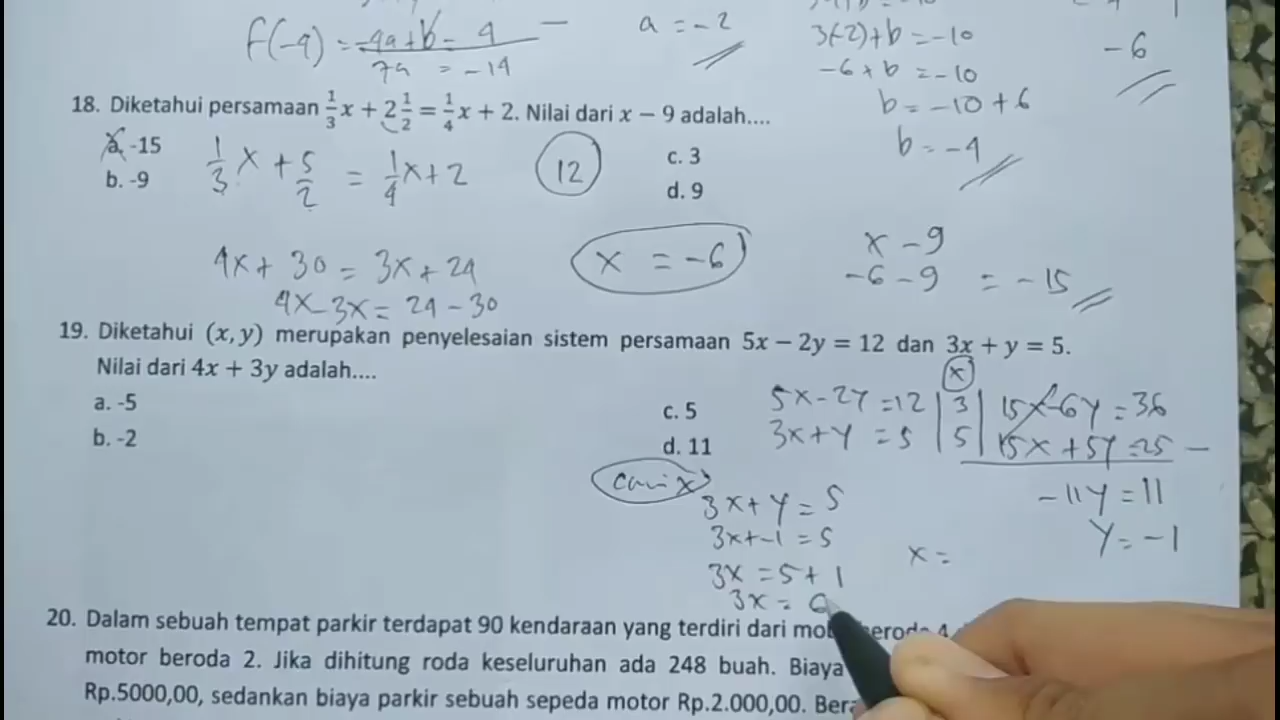 f(-4) = -4a + b = 4
7a = -14
a = -2
3(-2) + b = -10
-6 + b = -10
b = -10 + 6
b = -4
-6
18. Diketahui persamaan 1/3 x + 2 1/2 = 1/4 x + 2. Nilai dari x − 9 adalah....
a. -15
b. -9
c. 3
d. 9
1/3 x + 5/2 = 1/4 x + 2
12
4x + 30 = 3x + 24
4x - 3x = 24 - 30
x = -6
x - 9
-6 - 9 = -15
19. Diketahui (x, y) merupakan penyelesaian sistem persamaan 5x − 2y = 12 dan 3x + y = 5.
Nilai dari 4x + 3y adalah....
a. -5
b. -2
c. 5
d. 11
x
5x - 2y = 12 | 3 | 15x - 6y = 36
3x + y = 5 | 5 | 15x + 5y = 25 -
-11y = 11
y = -1
cari x
3x + y = 5
3x + -1 = 5
3x = 5 + 1
3x = 6
x =
20. Dalam sebuah tempat parkir terdapat 90 kendaraan yang terdiri dari beroda 4
motor beroda 2. Jika dihitung roda keseluruhan ada 248 buah. Biaya
Rp.5000,00, sedankan biaya parkir sebuah sepeda motor Rp.2.000,00.